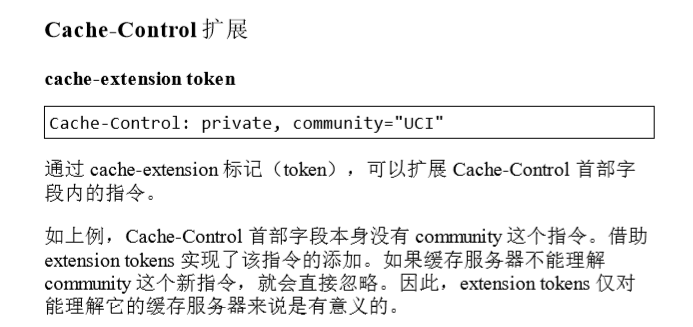 Cache-Control 扩展
cache-extension token
Cache-Control: private, community="UCI"
通过 cache-extension 标记（token），可以扩展 Cache-Control 首部字
段内的指令。
如上例，Cache-Control 首部字段本身没有 community 这个指令。借助
extension tokens 实现了该指令的添加。如果缓存服务器不能理解
community 这个新指令，就会直接忽略。因此，extension tokens 仅对
能理解它的缓存服务器来说是有意义的。